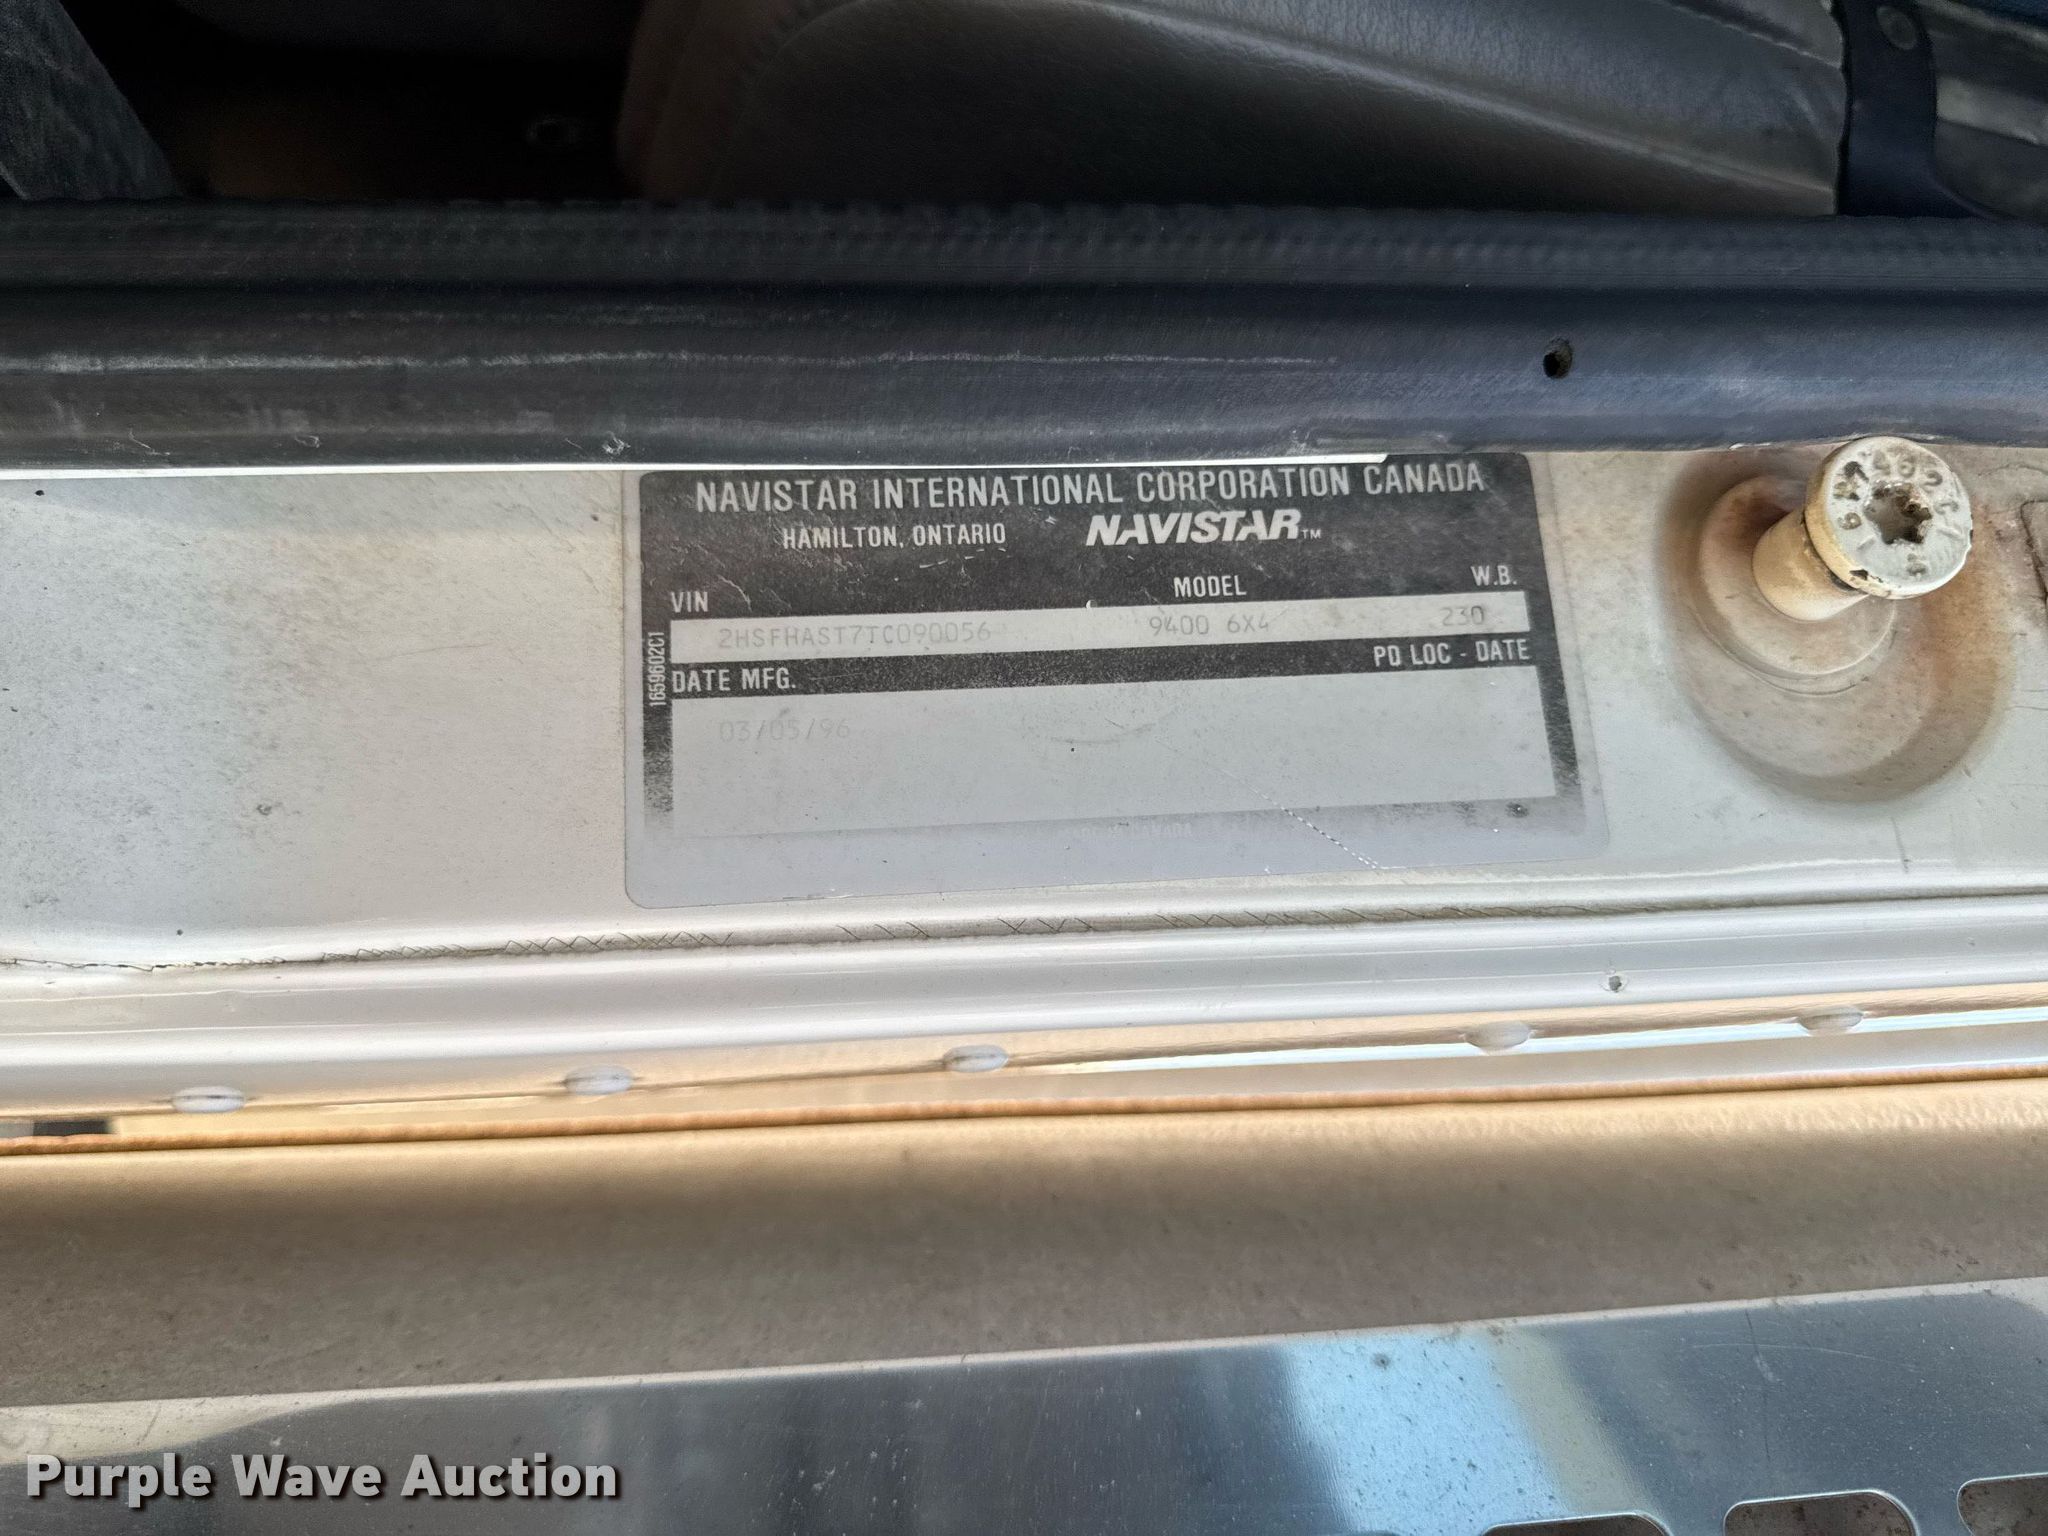 NAVISTAR INTERNATIONAL CORPORATION CANADA
HAMILTON, ONTARIO NAVISTAR™
VIN MODEL W.B.
2HSFHAST7TC090056 9400 6X4 230
DATE MFG. PD LOC - DATE
03/05/96
CANADA
1659602C1
Purple Wave Auction